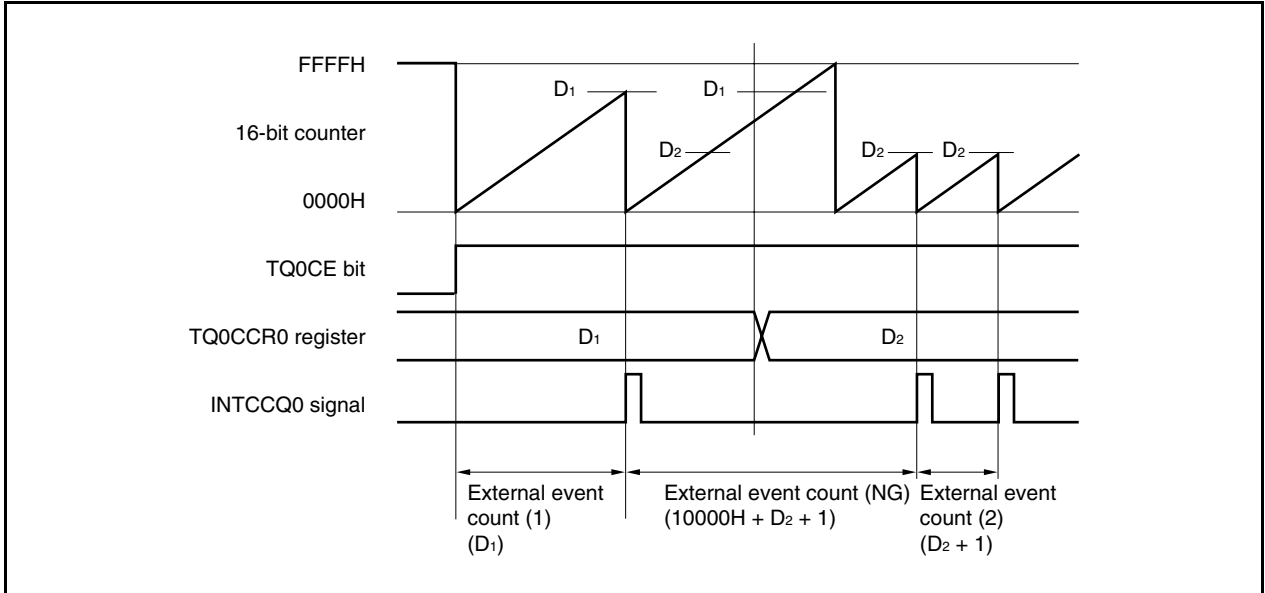 FFFFH
D1
D1
16-bit counter
D2
D2
D2
0000H
TQ0CE bit
TQ0CCR0 register
D1
D2
INTCCQ0 signal
External event
count (1)
(D1)
External event count (NG)
(10000H + D2 + 1)
External event
count (2)
(D2 + 1)